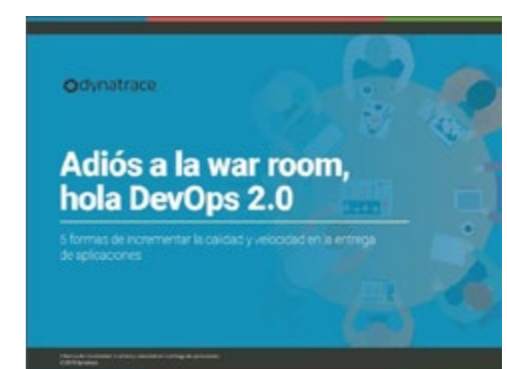 dynatrace
Adiós a la war room,
hola DevOps 2.0
5 formas de incrementar la calidad y velocidad en la entrega
de aplicaciones